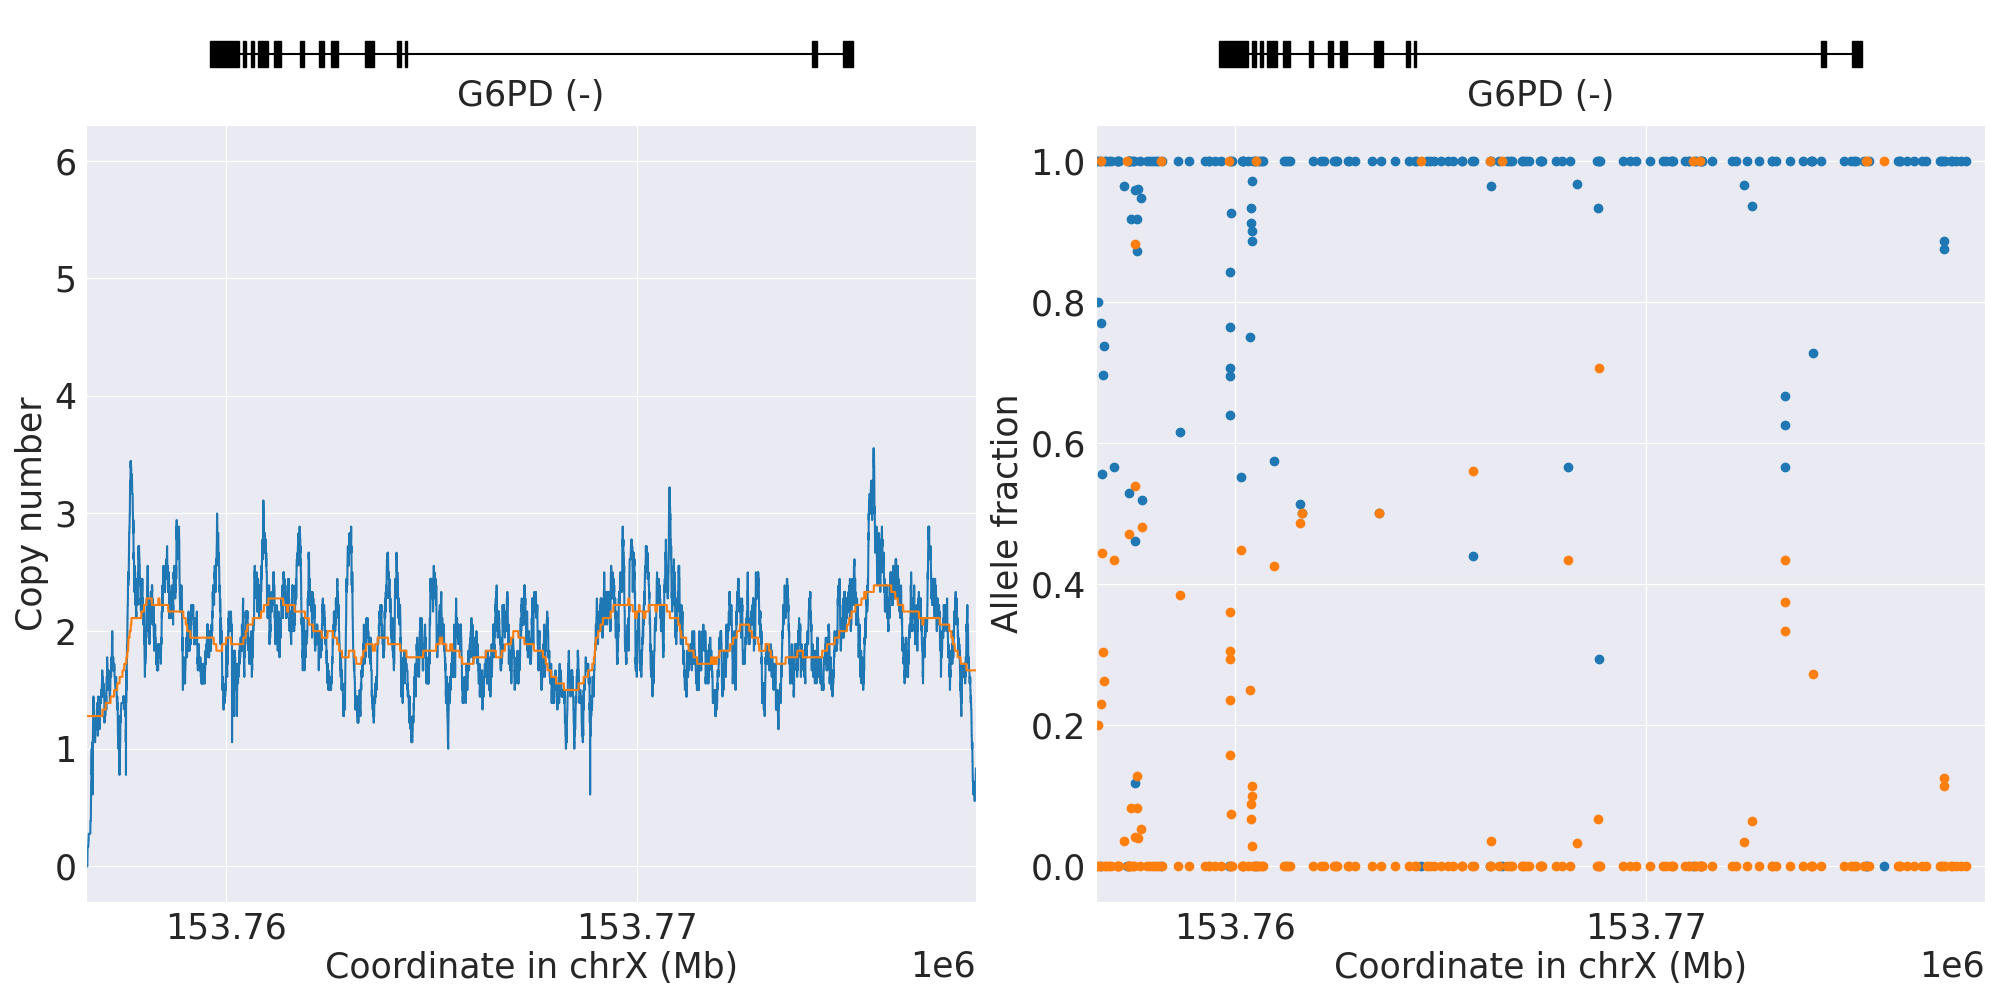 G6PD (-)
6
5
4
3
2
1
0
Copy number
153.76
153.77
Coordinate in chrX (Mb)
1e6
G6PD (-)
1.0
0.8
0.6
0.4
0.2
0.0
Allele fraction
153.76
153.77
Coordinate in chrX (Mb)
1e6